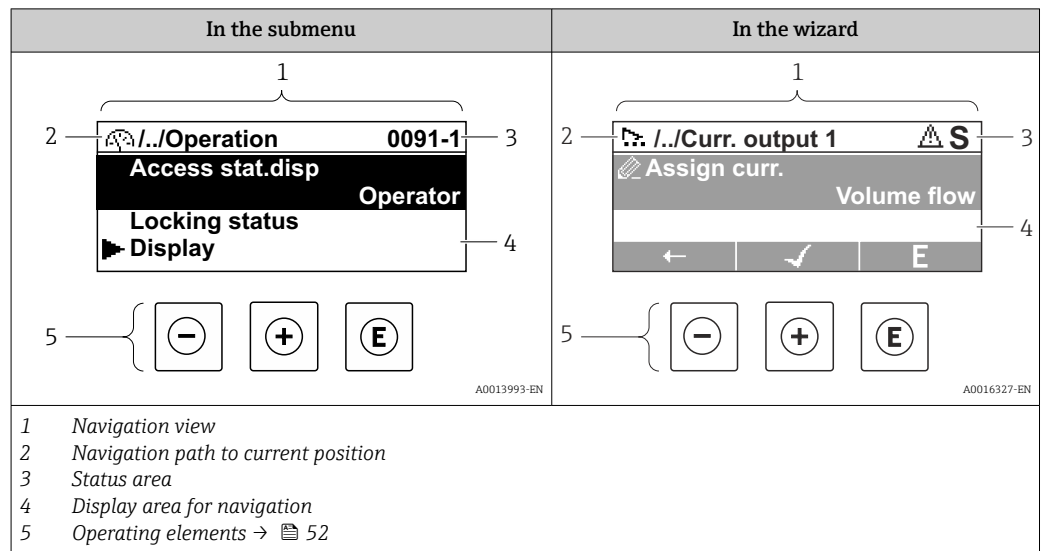 In the submenu
In the wizard
1
2
/../Operation 0091-1
3
Access stat.disp
Operator
Locking status
Display
4
5
- + E
A0013993-EN
1
2
/../Curr. output 1 S
3
Assign curr.
Volume flow
4
← ✓ E
5
- + E
A0016327-EN
1 Navigation view
2 Navigation path to current position
3 Status area
4 Display area for navigation
5 Operating elements → 52